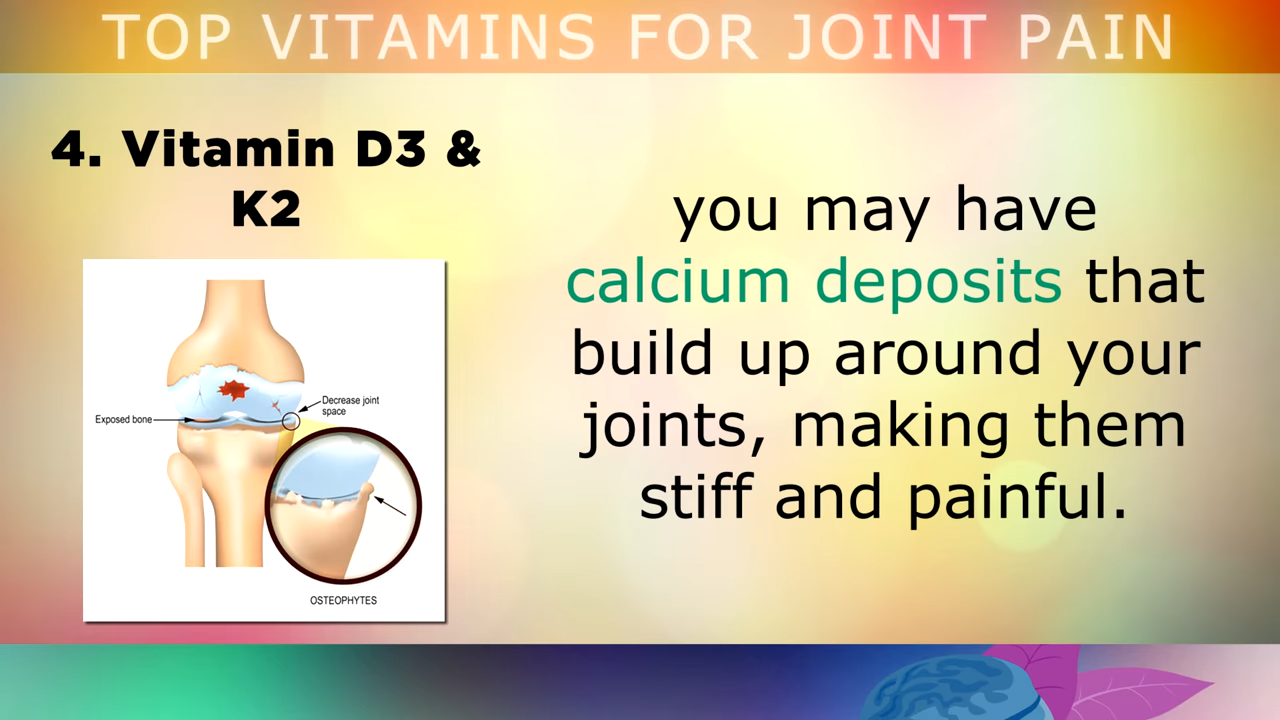 TOP VITAMINS FOR JOINT PAIN
4. Vitamin D3 &
K2
Exposed bone
Decrease joint
space
OSTEOPHYTES
you may have
calcium deposits that
build up around your
joints, making them
stiff and painful.